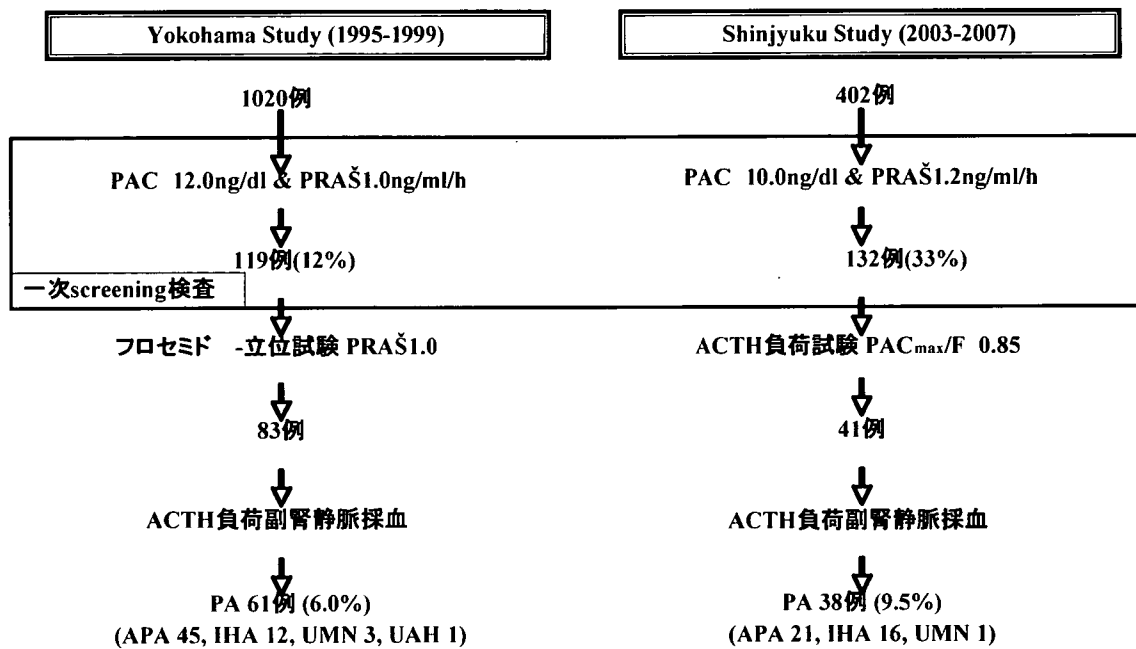 Yokohama Study (1995-1999)
1020例
PAC 12.0ng/dl & PRAŠ1.0ng/ml/h
119例(12%)
一次screening検査
フロセミド -立位試験 PRAŠ1.0
83例
ACTH負荷副腎静脈採血
PA 61例 (6.0%)
(APA 45, IHA 12, UMN 3, UAH 1)
Shinjyuku Study (2003-2007)
402例
PAC 10.0ng/dl & PRAŠ1.2ng/ml/h
132例(33%)
ACTH負荷試験 PACmax/F 0.85
41例
ACTH負荷副腎静脈採血
PA 38例 (9.5%)
(APA 21, IHA 16, UMN 1)